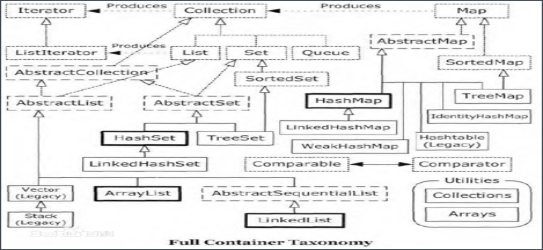 Iterator Produces Collection Produces Map
ListIterator Produces List Set Queue AbstractMap
AbstractCollection SortedSet SortedMap
AbstractList AbstractSet HashMap TreeMap
IdentityHashMap
HashSet TreeSet LinkedHashMap Hashtable
(Legacy)
WeakHashMap
LinkedHashSet Comparable Comparator
Vector
(Legacy)
ArrayList AbstractSequentialList
Utilities
Collections
Stack
(Legacy)
LinkedList
Arrays
Full Container Taxonomy